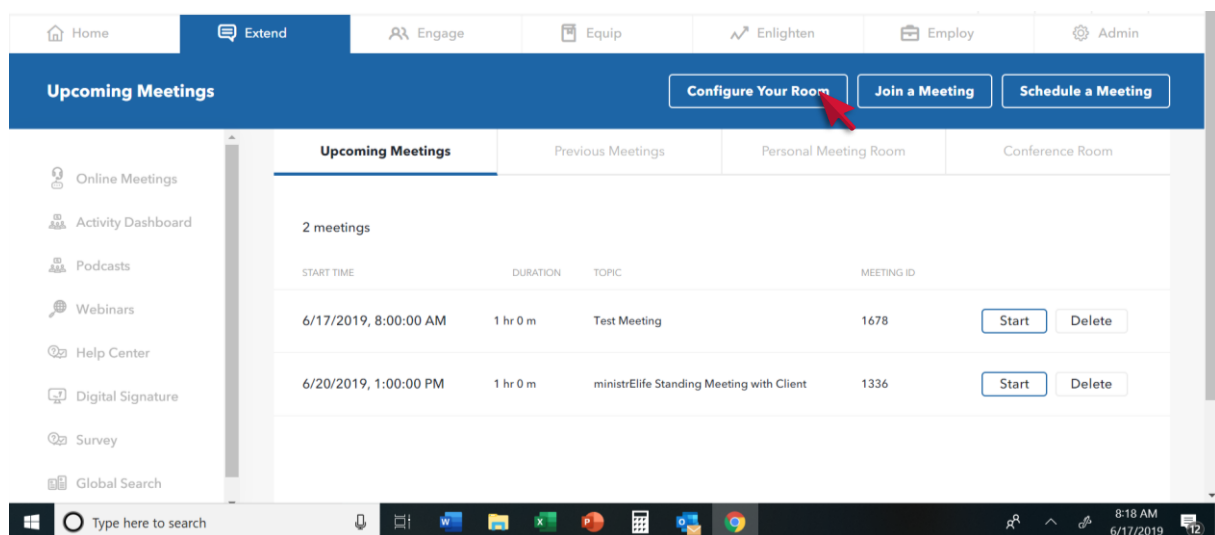 Home Extend Engage Equip Enlighten Employ Admin
Upcoming Meetings Configure Your Room Join a Meeting Schedule a Meeting
Upcoming Meetings Previous Meetings Personal Meeting Room Conference Room
Online Meetings
Activity Dashboard
Podcasts
Webinars
Help Center
Digital Signature
Survey
Global Search
2 meetings
START TIME DURATION TOPIC MEETING ID
6/17/2019, 8:00:00 AM 1 hr 0 m Test Meeting 1678 Start Delete
6/20/2019, 1:00:00 PM 1 hr 0 m ministrElife Standing Meeting with Client 1336 Start Delete
Type here to search
8:18 AM
6/17/2019
12